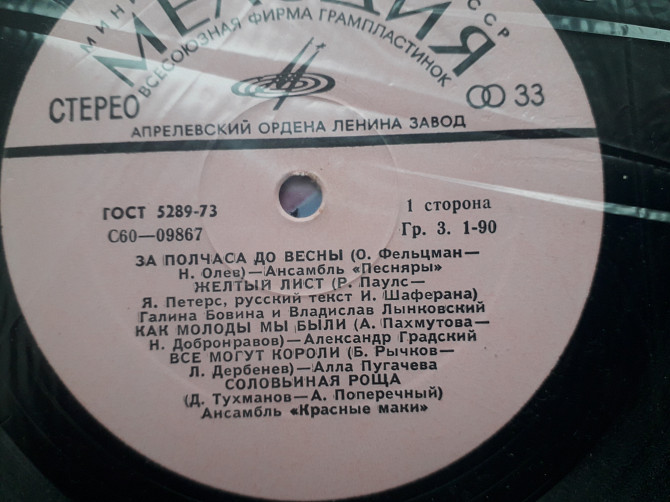 МИН
ССР
МЕЛОДИЯ
ВСЕСОЮЗНАЯ ФИРМА ГРАМПЛАСТИНОК
СТЕРЕО
33
АПРЕЛЕВСКИЙ ОРДЕНА ЛЕНИНА ЗАВОД
ГОСТ 5289-73
1 сторона
С60—09867
Гр. 3. 1-90
ЗА ПОЛЧАСА ДО ВЕСНЫ (О. Фельцман—
Н. Олев)—Ансамбль «Песняры»
ЖЕЛТЫЙ ЛИСТ (Р. Паулс—
Я. Петерс, русский текст И. Шаферана)
Галина Бовина и Владислав Лынковский
КАК МОЛОДЫ МЫ БЫЛИ (А. Пахмутова—
Н. Добронравов)—Александр Градский
ВСЕ МОГУТ КОРОЛИ (Б. Рычков—
Л. Дербенев)—Алла Пугачева
СОЛОВЬИНАЯ РОЩА
(Д. Тухманов—А. Поперечный)
Ансамбль «Красные маки»